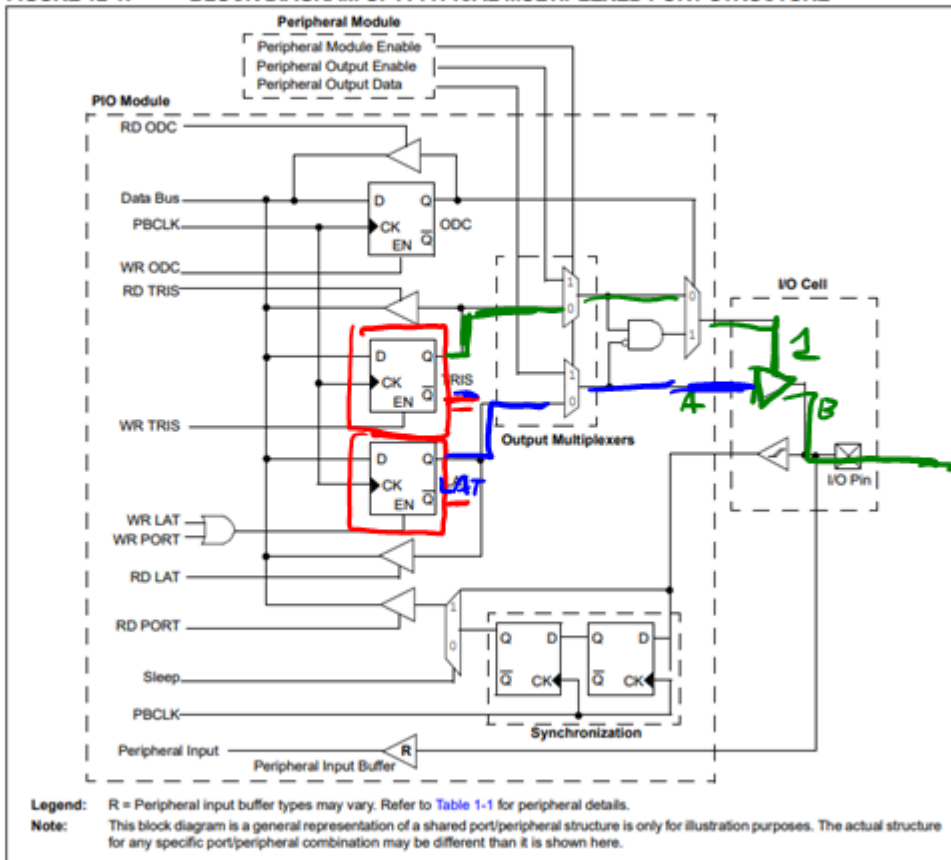 Peripheral Module
Peripheral Module Enable
Peripheral Output Enable
Peripheral Output Data
PIO Module
RD ODC
Data Bus
D Q
ODC
PBCLK
CK
EN Q
WR ODC
RD TRIS
I/O Cell
1
0
0
1
1
D Q
TRIS
CK
Q
EN
A
B
1
0
WR TRIS
Output Multiplexers
D Q
LAT
CK
Q
EN
I/O Pin
WR LAT
WR PORT
RD LAT
RD PORT
1
0
Q D Q D
Sleep
Q CK Q CK
PBCLK
Synchronization
Peripheral Input
R
Peripheral Input Buffer
Legend: R = Peripheral input buffer types may vary. Refer to Table 1-1 for peripheral details.
Note: This block diagram is a general representation of a shared port/peripheral structure is only for illustration purposes. The actual structure
for any specific port/peripheral combination may be different than it is shown here.